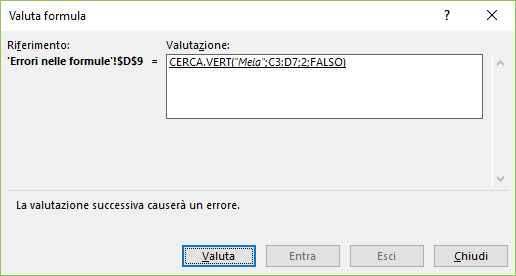 Valuta formula
Riferimento:
Valutazione:
'Errori nelle formule'!$D$9 =
CERCA.VERT("Mela";C3:D7;2;FALSO)
La valutazione successiva causerà un errore.
Valuta
Entra
Esci
Chiudi